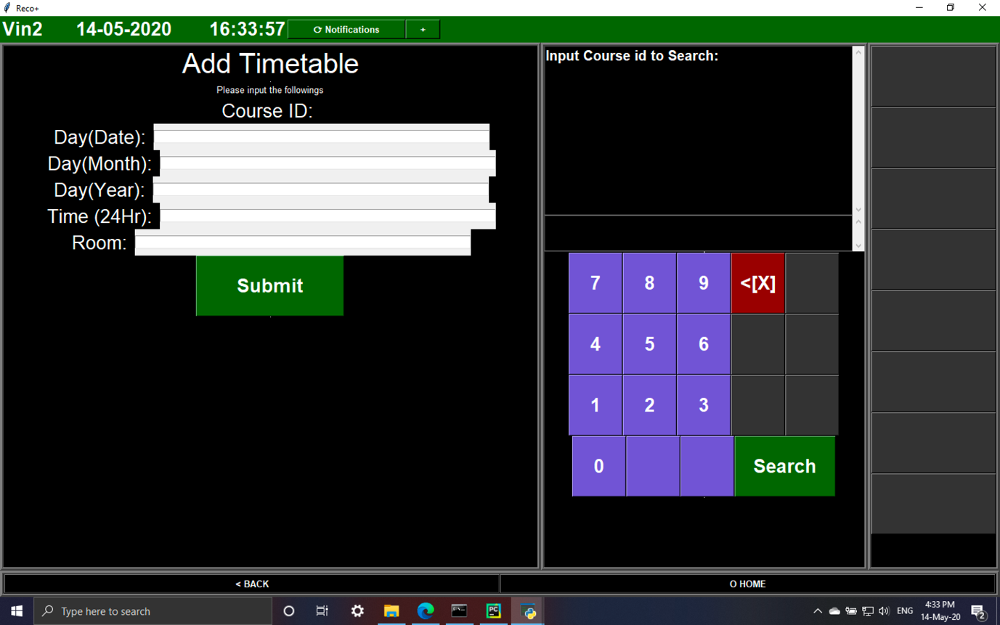 Reco+
Vin2 14-05-2020 16:33:57 Notifications +
Add Timetable
Please input the followings
Course ID:
Day(Date):
Day(Month):
Day(Year):
Time (24Hr):
Room:
Submit
Input Course id to Search:
7 8 9 <[X]
4 5 6
1 2 3
0 Search
< BACK O HOME
Type here to search
PC
ENG
4:33 PM
14-May-20
2